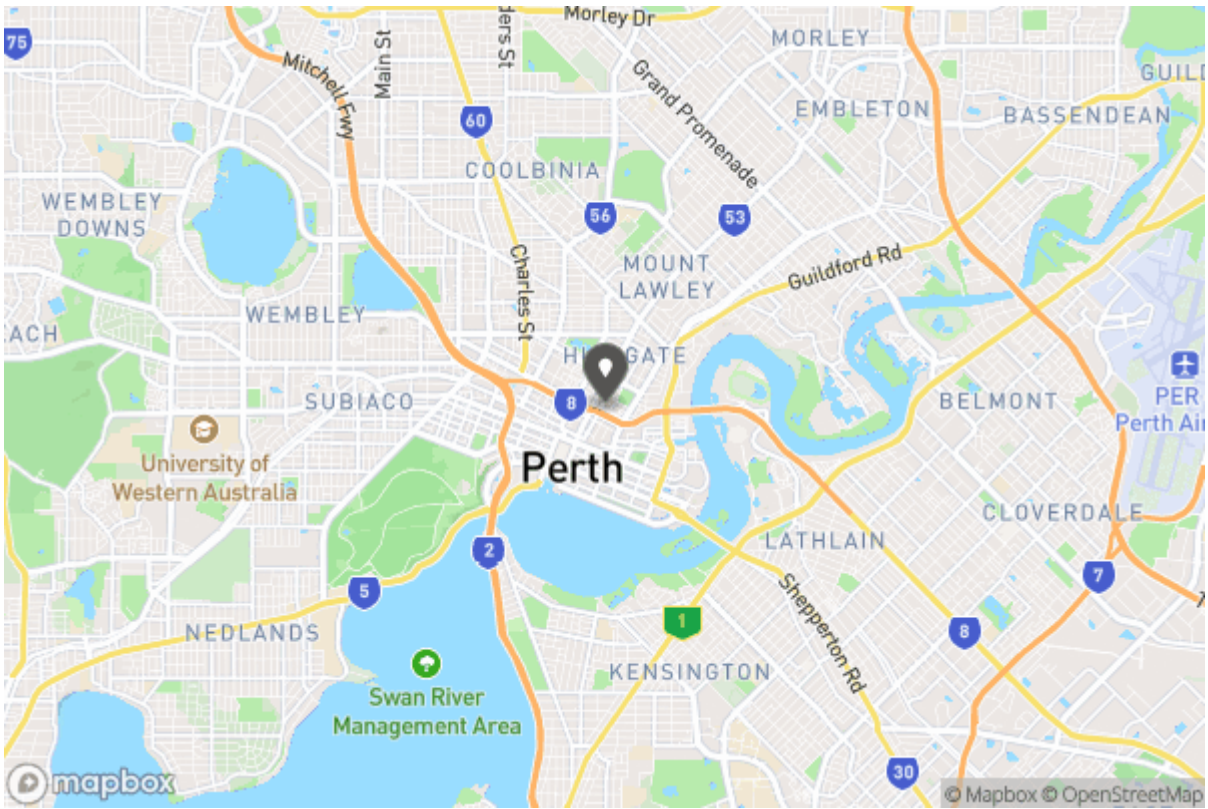 Morley Dr
ders St
MORLEY
75
Main St
Mitchell Fwy
GUILD
Grand Promenade
EMBLETON
BASSENDEAN
60
COOLBINIA
WEMBLEY
DOWNS
56
53
Charles St
MOUNT
LAWLEY
Guildford Rd
WEMBLEY
ACH
GATE
SUBIACO
8
BELMONT
PER
Perth Air
University of
Western Australia
Perth
CLOVERDALE
LATHLAIN
2
7
5
Shepperton Rd
1
8
NEDLANDS
KENSINGTON
Swan River
Management Area
30
mapbox
© Mapbox © OpenStreetMap